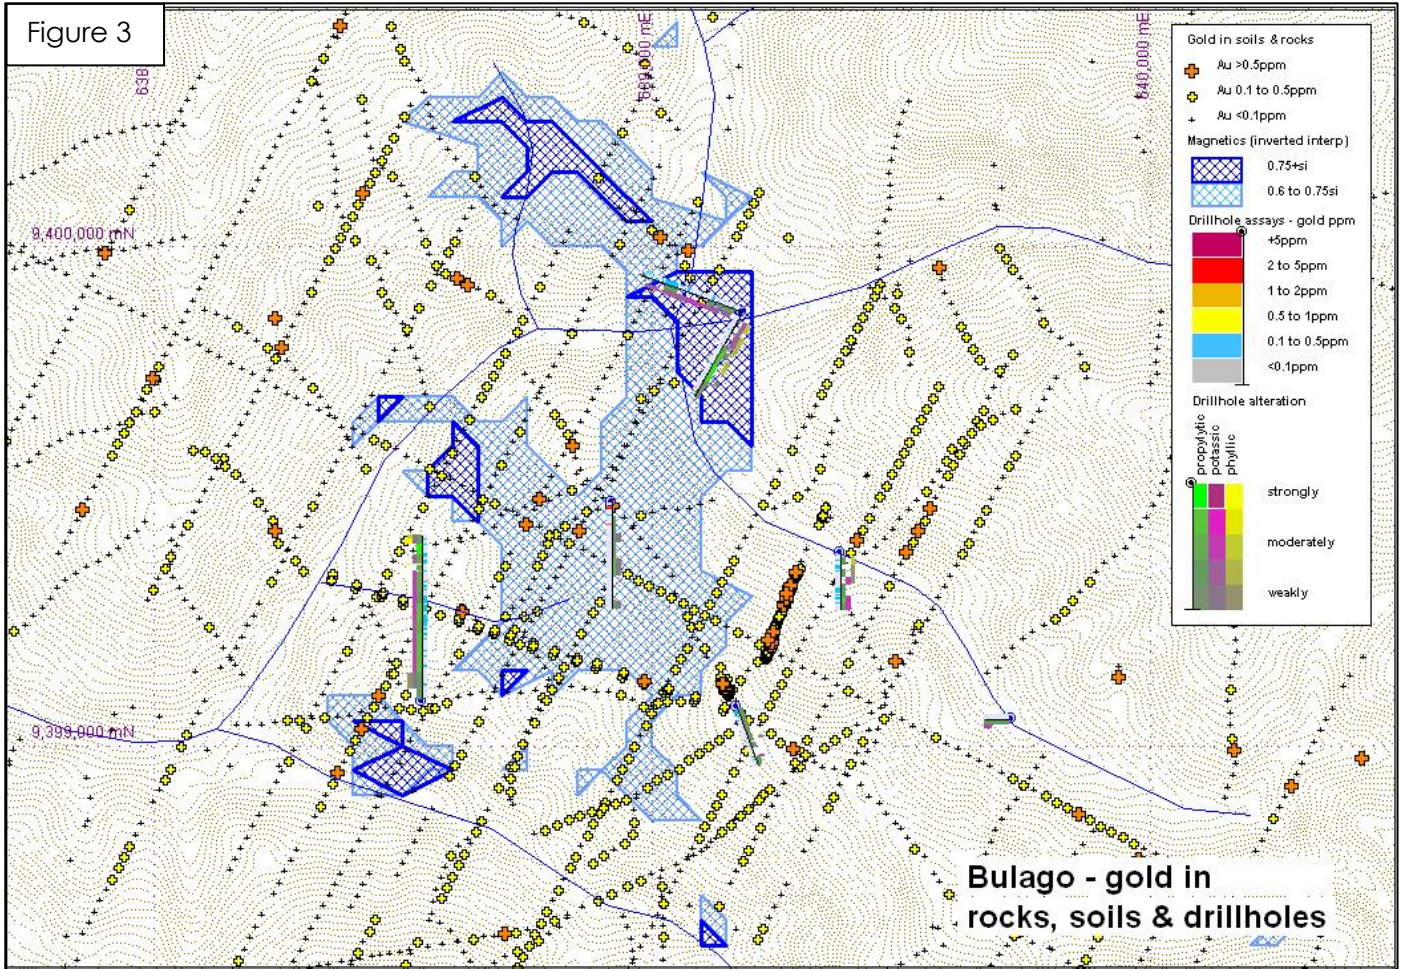 Figure 3
638
639,000 mE
640,000 mE
9,400,000 mN
9,399,000 mN
Gold in soils & rocks
Au >0.5ppm
Au 0.1 to 0.5ppm
Au <0.1ppm
Magnetics (inverted interp)
0.75+si
0.6 to 0.75si
Drillhole assays - gold ppm
+5ppm
2 to 5ppm
1 to 2ppm
0.5 to 1ppm
0.1 to 0.5ppm
<0.1ppm
Drillhole alteration
propylytic
potassic
phyllic
strongly
moderately
weakly
Bulago - gold in
rocks, soils & drillholes